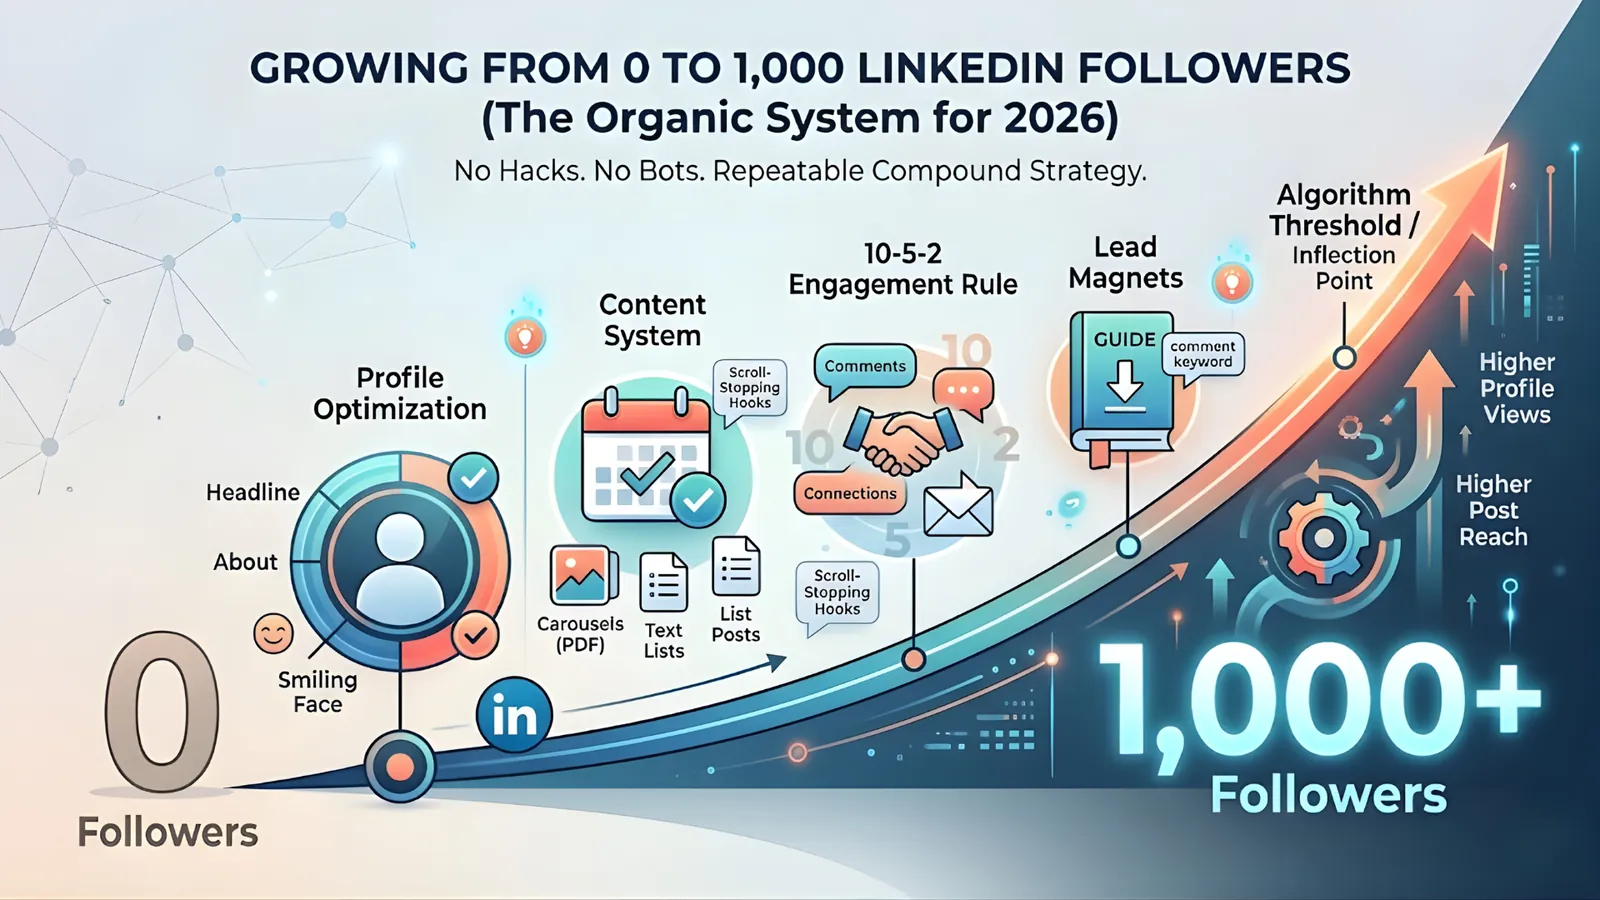 GROWING FROM 0 TO 1,000 LINKEDIN FOLLOWERS
(The Organic System for 2026)
No Hacks. No Bots. Repeatable Compound Strategy.
0
Followers
Profile
Optimization
Headline
About
Smiling
Face
in
Content
System
Scroll-
Stopping
Hooks
Carousels
(PDF)
Text
Lists
List
Posts
10-5-2
Engagement Rule
Comments
10
10
2
5
Connections
Scroll-
Stopping
Hooks
Lead
Magnets
GUIDE
comment
keyword
Algorithm
Threshold /
Inflection
Point
Higher
Profile
Views
Higher
Post
Reach
1,000+
Followers